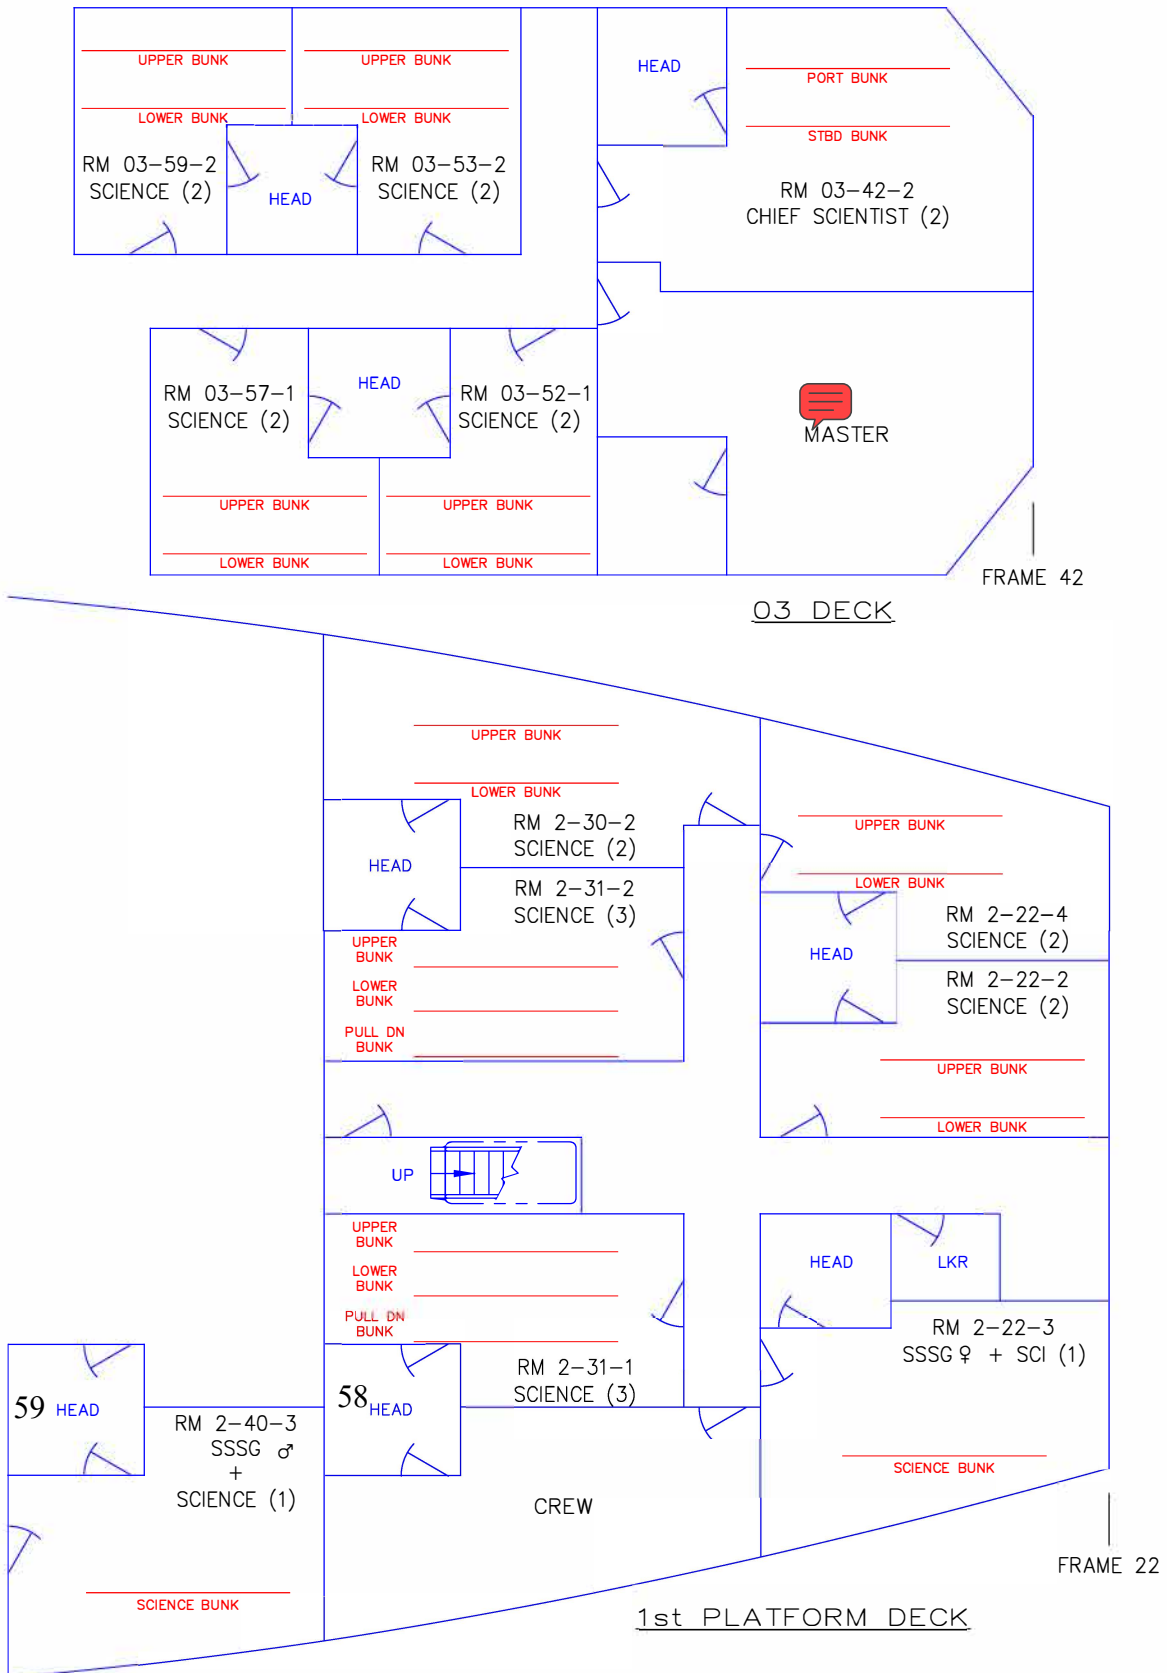 UPPER BUNK
UPPER BUNK
LOWER BUNK
LOWER BUNK
RM 03-59-2
SCIENCE (2)
HEAD
RM 03-53-2
SCIENCE (2)
HEAD
PORT BUNK
STBD BUNK
RM 03-42-2
CHIEF SCIENTIST (2)
RM 03-57-1
SCIENCE (2)
HEAD
RM 03-52-1
SCIENCE (2)
UPPER BUNK
UPPER BUNK
LOWER BUNK
LOWER BUNK
MASTER
FRAME 42
03 DECK
UPPER BUNK
LOWER BUNK
RM 2-30-2
SCIENCE (2)
HEAD
RM 2-31-2
SCIENCE (3)
UPPER
BUNK
LOWER
BUNK
PULL DN
BUNK
UPPER BUNK
LOWER BUNK
RM 2-22-4
SCIENCE (2)
HEAD
RM 2-22-2
SCIENCE (2)
UPPER BUNK
LOWER BUNK
UP
UPPER
BUNK
LOWER
BUNK
PULL DN
BUNK
RM 2-31-1
SCIENCE (3)
58 HEAD
HEAD
LKR
RM 2-22-3
SSSG♀ + SCI (1)
SCIENCE BUNK
59 HEAD
RM 2-40-3
SSSG ♂
+
SCIENCE (1)
SCIENCE BUNK
CREW
FRAME 22
1st PLATFORM DECK